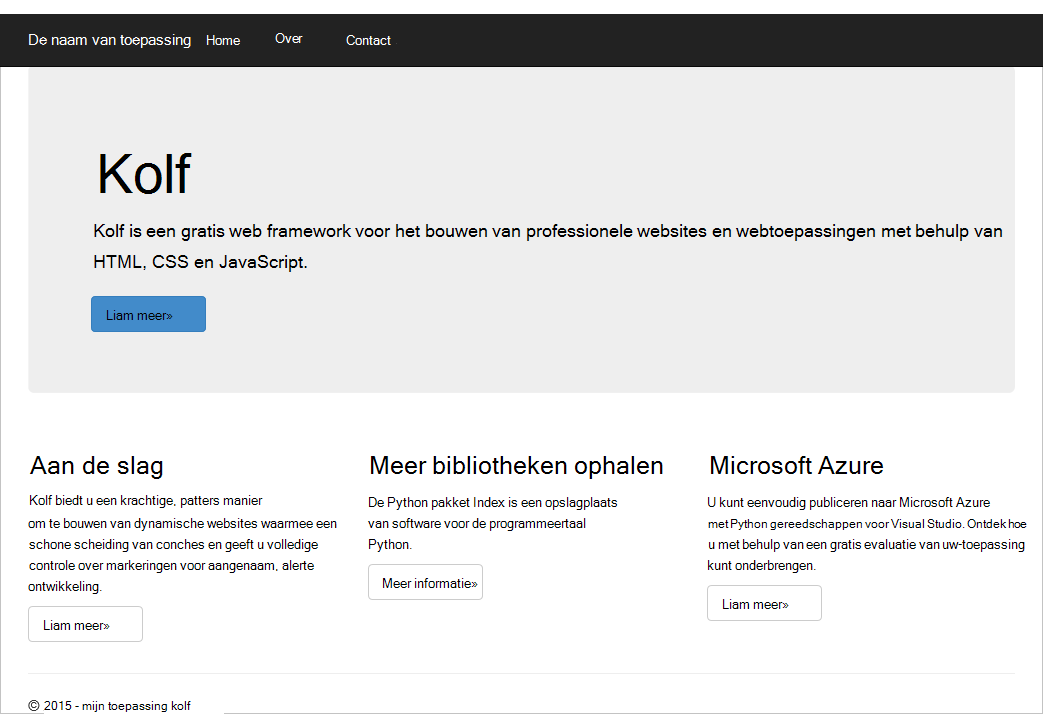 De naam van toepassing Home Over Contact
Kolf
Kolf is een gratis web framework voor het bouwen van professionele websites en webtoepassingen met behulp van
HTML, CSS en JavaScript.
Liam meer»
Aan de slag
Kolf biedt u een krachtige, patters manier
om te bouwen van dynamische websites waarmee een
schone scheiding van conches en geeft u volledige
controle over markeringen voor aangenaam, alerte
ontwikkeling.
Liam meer»
Meer bibliotheken ophalen
De Python pakket Index is een opslagplaats
van software voor de programmeertaal
Python.
Meer informatie»
Microsoft Azure
U kunt eenvoudig publiceren naar Microsoft Azure
met Python gereedschappen voor Visual Studio. Ontdek hoe
u met behulp van een gratis evaluatie van uw-toepassing
kunt onderbrengen.
Liam meer»
© 2015 - mijn toepassing kolf